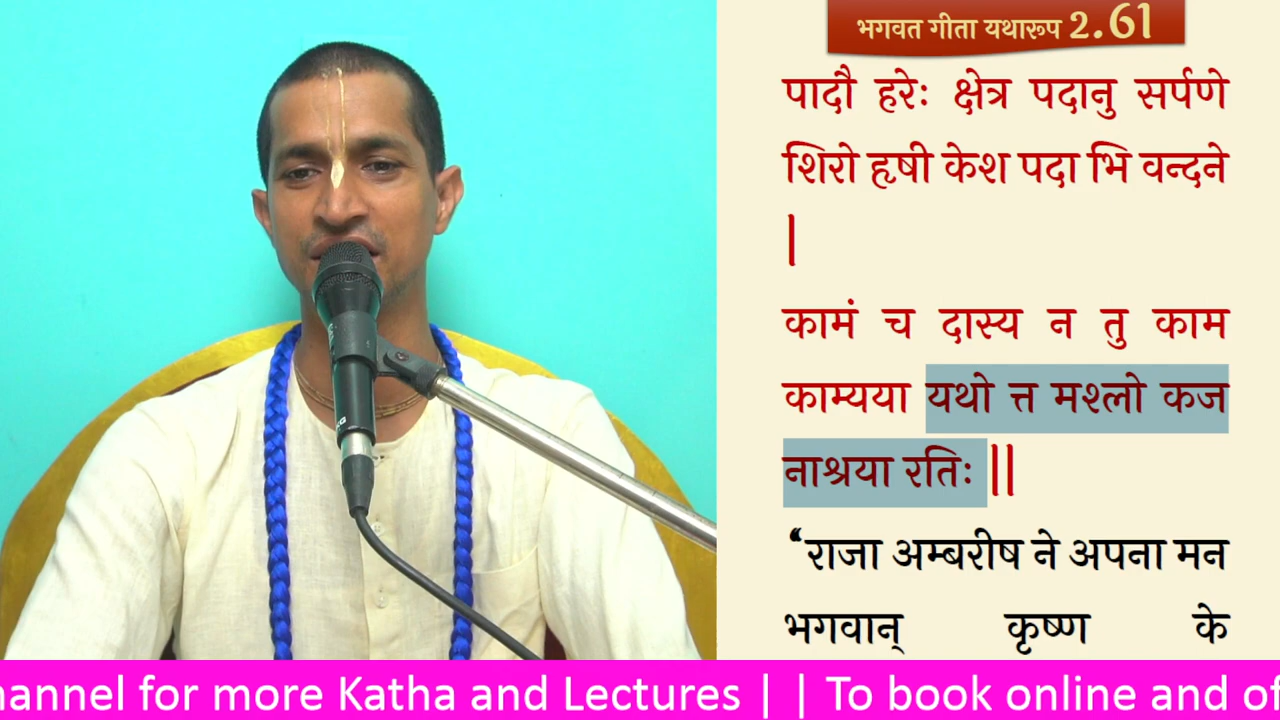 भगवत गीता यथारूप 2.61
पादौ हरेः क्षेत्र पदानु सर्पणे
शिरो हृषी केश पदा भि वन्दने
|
कामं च दास्य न तु काम
काम्यया यथो त्त मश्लो कज
नाश्रया रतिः ||
“राजा अम्बरीष ने अपना मन
भगवान् कृष्ण के
hannel for more Katha and Lectures | | To book online and of